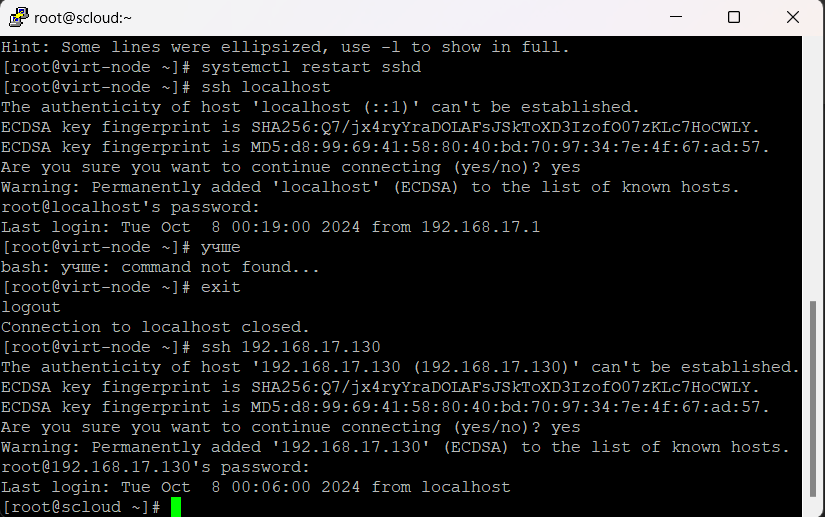 root@scloud:~
Hint: Some lines were ellipsized, use -l to show in full.
[root@virt-node ~]# systemctl restart sshd
[root@virt-node ~]# ssh localhost
The authenticity of host 'localhost (::1)' can't be established.
ECDSA key fingerprint is SHA256:Q7/jx4ryYraDOLAFsJSkToXD3IzofO07zKLc7HoCWLY.
ECDSA key fingerprint is MD5:d8:99:69:41:58:80:40:bd:70:97:34:7e:4f:67:ad:57.
Are you sure you want to continue connecting (yes/no)? yes
Warning: Permanently added 'localhost' (ECDSA) to the list of known hosts.
root@localhost's password:
Last login: Tue Oct  8 00:19:00 2024 from 192.168.17.1
[root@virt-node ~]# учше
bash: учше: command not found...
[root@virt-node ~]# exit
logout
Connection to localhost closed.
[root@virt-node ~]# ssh 192.168.17.130
The authenticity of host '192.168.17.130 (192.168.17.130)' can't be established.
ECDSA key fingerprint is SHA256:Q7/jx4ryYraDOLAFsJSkToXD3IzofO07zKLc7HoCWLY.
ECDSA key fingerprint is MD5:d8:99:69:41:58:80:40:bd:70:97:34:7e:4f:67:ad:57.
Are you sure you want to continue connecting (yes/no)? yes
Warning: Permanently added '192.168.17.130' (ECDSA) to the list of known hosts.
root@192.168.17.130's password:
Last login: Tue Oct  8 00:06:00 2024 from localhost
[root@scloud ~]#